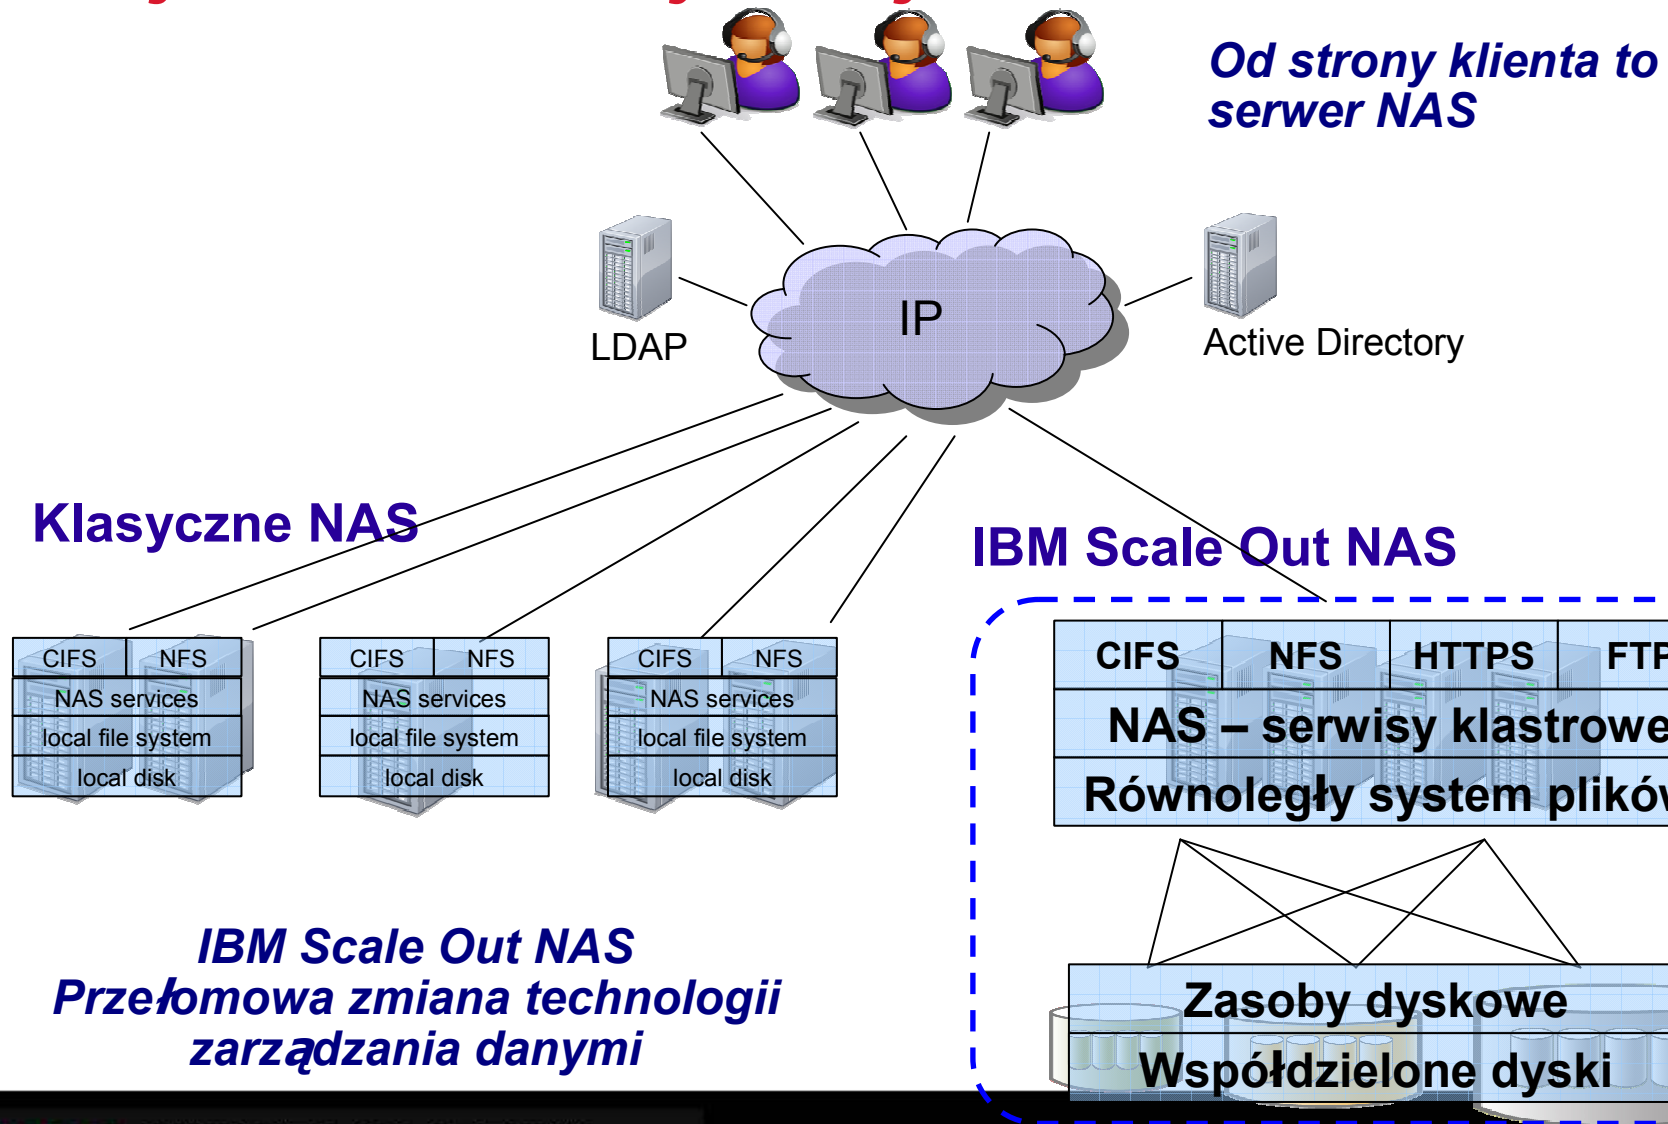 Od strony klienta to
serwer NAS
IP
LDAP
Active Directory
Klasyczne NAS
IBM Scale Out NAS
CIFS NFS
NAS services
local file system
local disk
CIFS NFS
NAS services
local file system
local disk
CIFS NFS
NAS services
local file system
local disk
CIFS NFS HTTPS FTP
NAS – serwisy klastrowe
Równoległy system plików
Zasoby dyskowe
Współdzielone dyski
IBM Scale Out NAS
Przełomowa zmiana technologii
zarządzania danymi